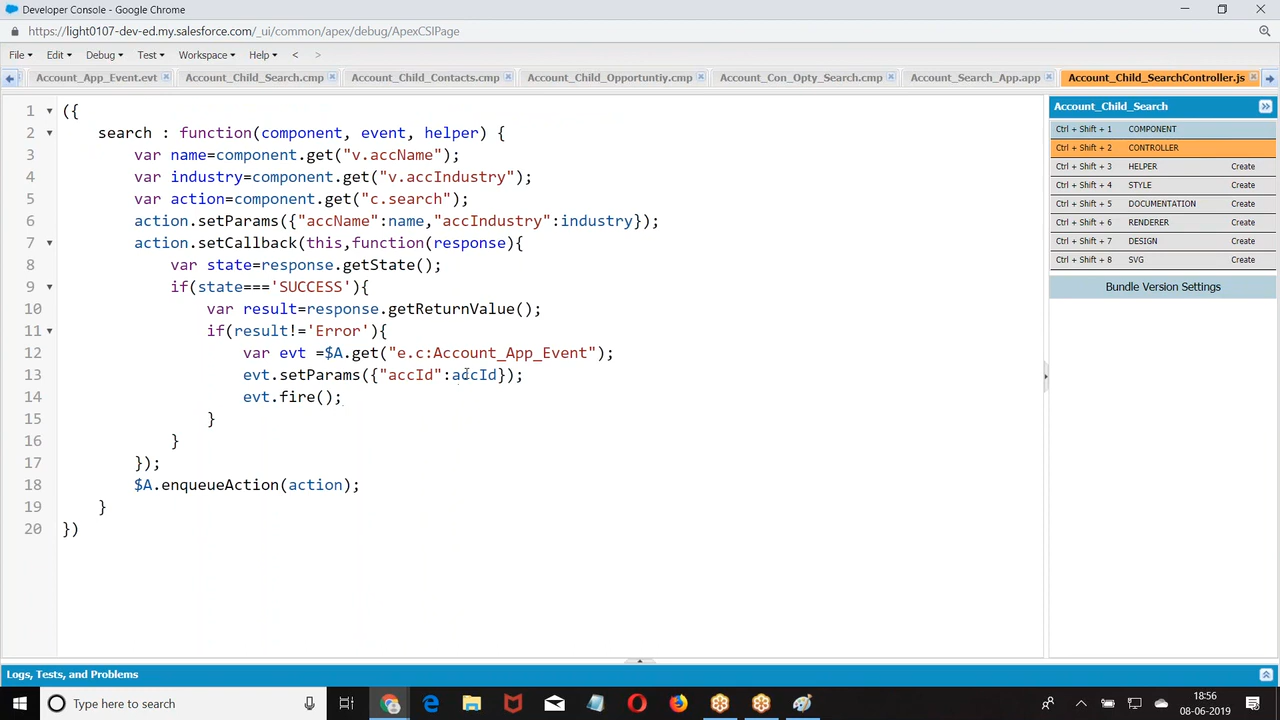 Developer Console - Google Chrome
https://light0107-dev-ed.my.salesforce.com/_ui/common/apex/debug/ApexCSIPage
File Edit Debug Test Workspace Help < >
Account_App_Event.evt Account_Child_Search.cmp Account_Child_Contacts.cmp Account_Child_Opportuntiy.cmp Account_Con_Opty_Search.cmp Account_Search_App.app Account_Child_SearchController.js
1 ({
2 search : function(component, event, helper) {
3 var name=component.get("v.accName");
4 var industry=component.get("v.accIndustry");
5 var action=component.get("c.search");
6 action.setParams({"accName":name,"accIndustry":industry});
7 action.setCallback(this,function(response){
8 var state=response.getState();
9 if(state==='SUCCESS'){
10 var result=response.getReturnValue();
11 if(result!='Error'){
12 var evt =$A.get("e.c:Account_App_Event");
13 evt.setParams({"accId":accId});
14 evt.fire();
15 }
16 }
17 });
18 $A.enqueueAction(action);
19 }
20 })
Account_Child_Search
Ctrl + Shift + 1 COMPONENT
Ctrl + Shift + 2 CONTROLLER
Ctrl + Shift + 3 HELPER Create
Ctrl + Shift + 4 STYLE Create
Ctrl + Shift + 5 DOCUMENTATION Create
Ctrl + Shift + 6 RENDERER Create
Ctrl + Shift + 7 DESIGN Create
Ctrl + Shift + 8 SVG Create
Bundle Version Settings
Logs, Tests, and Problems
Type here to search
18:56
08-06-2019